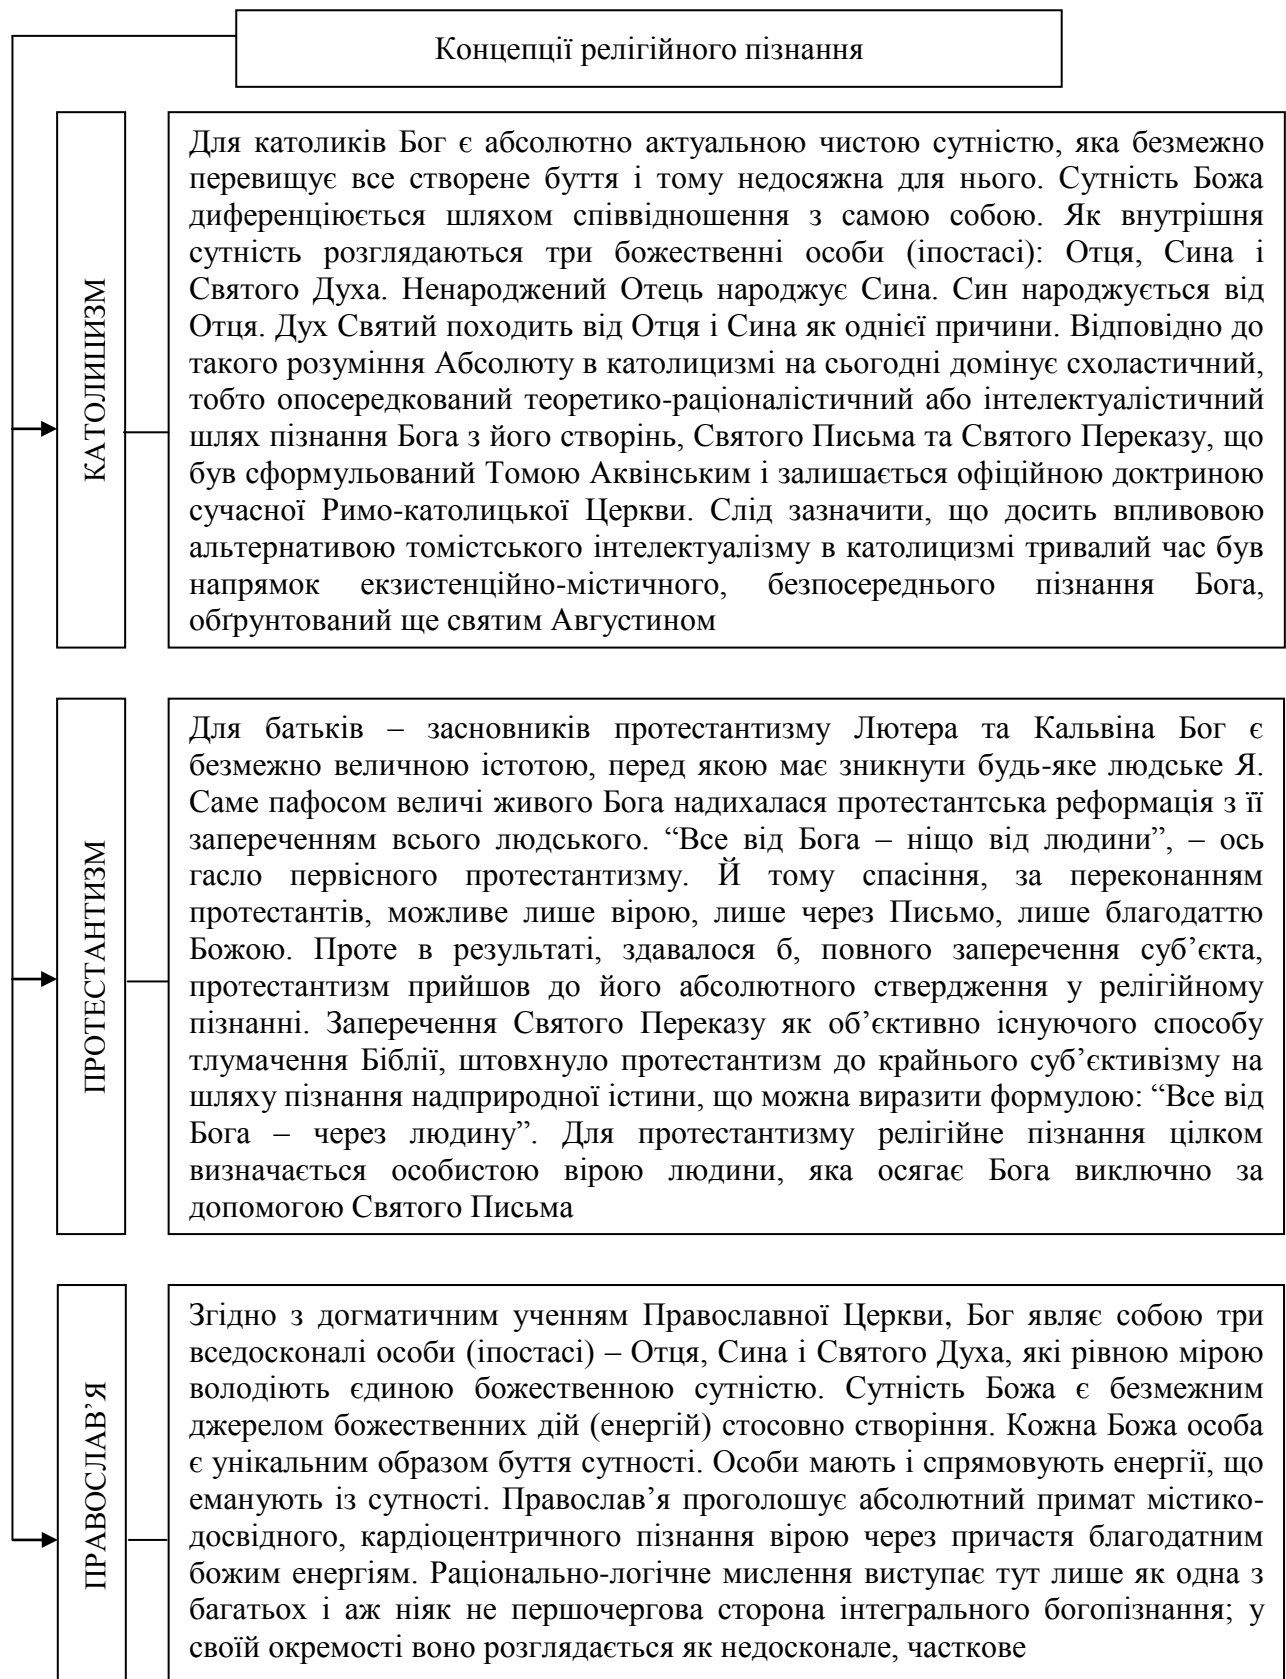 Концепції релігійного пізнання
КАТОЛИЦИЗМ
Для католиків Бог є абсолютно актуальною чистою сутністю, яка безмежно
перевищує все створене буття і тому недосяжна для нього. Сутність Божа
диференціюється шляхом співвідношення з самою собою. Як внутрішня
сутність розглядаються три божественні особи (іпостасі): Отця, Сина і
Святого Духа. Ненароджений Отець народжує Сина. Син народжується від
Отця. Дух Святий походить від Отця і Сина як однієї причини. Відповідно до
такого розуміння Абсолюту в католицизмі на сьогодні домінує схоластичний,
тобто опосередкований теоретико-раціоналістичний або інтелектуалістичний
шлях пізнання Бога з його створінь, Святого Письма та Святого Переказу, що
був сформульований Томою Аквінським і залишається офіційною доктриною
сучасної Римо-католицької Церкви. Слід зазначити, що досить впливовою
альтернативою томістського інтелектуалізму в католицизмі тривалий час був
напрямок екзистенційно-містичного, безпосереднього пізнання Бога,
обґрунтований ще святим Августином
ПРОТЕСТАНТИЗМ
Для батьків – засновників протестантизму Лютера та Кальвіна Бог є
безмежно величною істотою, перед якою має зникнути будь-яке людське Я.
Саме пафосом величі живого Бога надихалася протестантська реформація з її
запереченням всього людського. “Все від Бога – ніщо від людини”, – ось
гасло первісного протестантизму. Й тому спасіння, за переконанням
протестантів, можливе лише вірою, лише через Письмо, лише благодаттю
Божою. Проте в результаті, здавалося б, повного заперечення суб’єкта,
протестантизм прийшов до його абсолютного ствердження у релігійному
пізнанні. Заперечення Святого Переказу як об’єктивно існуючого способу
тлумачення Біблії, штовхнуло протестантизм до крайнього суб’єктивізму на
шляху пізнання надприродної істини, що можна виразити формулою: “Все від
Бога – через людину”. Для протестантизму релігійне пізнання цілком
визначається особистою вірою людини, яка осягає Бога виключно за
допомогою Святого Письма
ПРАВОСЛАВ’Я
Згідно з догматичним ученням Православної Церкви, Бог являє собою три
вседосконалі особи (іпостасі) – Отця, Сина і Святого Духа, які рівною мірою
володіють єдиною божественною сутністю. Сутність Божа є безмежним
джерелом божественних дій (енергій) стосовно створіння. Кожна Божа особа
є унікальним образом буття сутності. Особи мають і спрямовують енергії, що
еманують із сутності. Православ’я проголошує абсолютний примат містико-
досвідного, кардіоцентричного пізнання вірою через причастя благодатним
божим енергіям. Раціонально-логічне мислення виступає тут лише як одна з
багатьох і аж ніяк не першочергова сторона інтегрального богопізнання; у
своїй окремості воно розглядається як недосконале, часткове